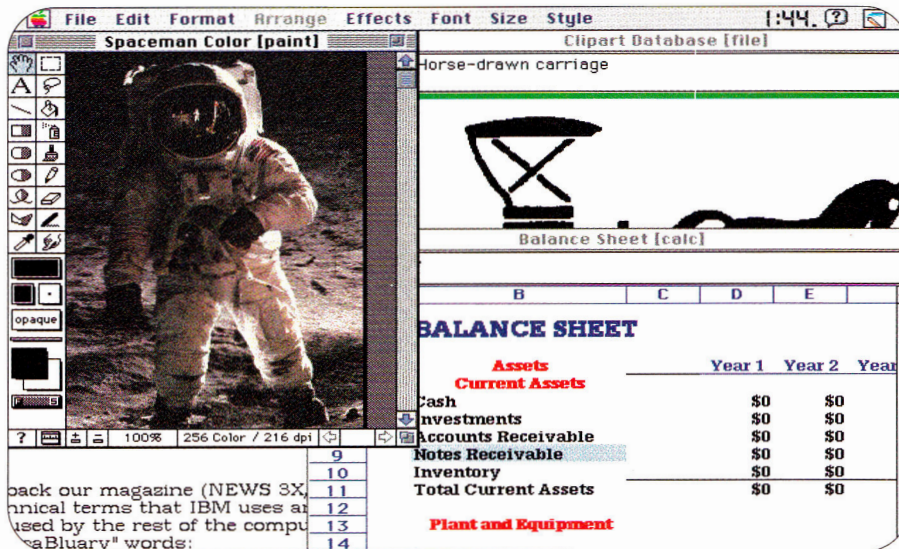 File Edit Format Arrange Effects Font Size Style 1:44.
Spaceman Color [paint]
Clipart Database [file]
Horse-drawn carriage
A
opaque
? 100% 256 Color / 216 dpi
Balance Sheet [calc]
B C D E
BALANCE SHEET
Assets Year 1 Year 2 Year
Current Assets
Cash $0 $0
nvestments $0 $0
Accounts Receivable $0 $0
9 Notes Receivable $0 $0
10 Inventory $0 $0
11 Total Current Assets $0 $0
12
13 Plant and Equipment
14
back our magazine (NEWS 3X,
hnical terms that IBM uses
used by the rest of the compu
words: